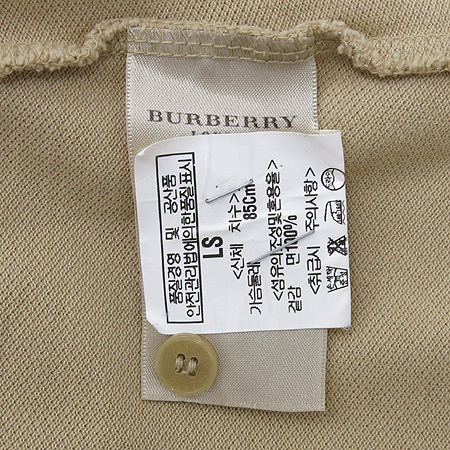 BURBERRY
품질경영 및 공산품
안전관리법에의한품질표시
LS
<신체 치수>
가슴둘레 85Cm
<섬유의조성및혼용율>
겉감 면100%
<취급시 주의사항>